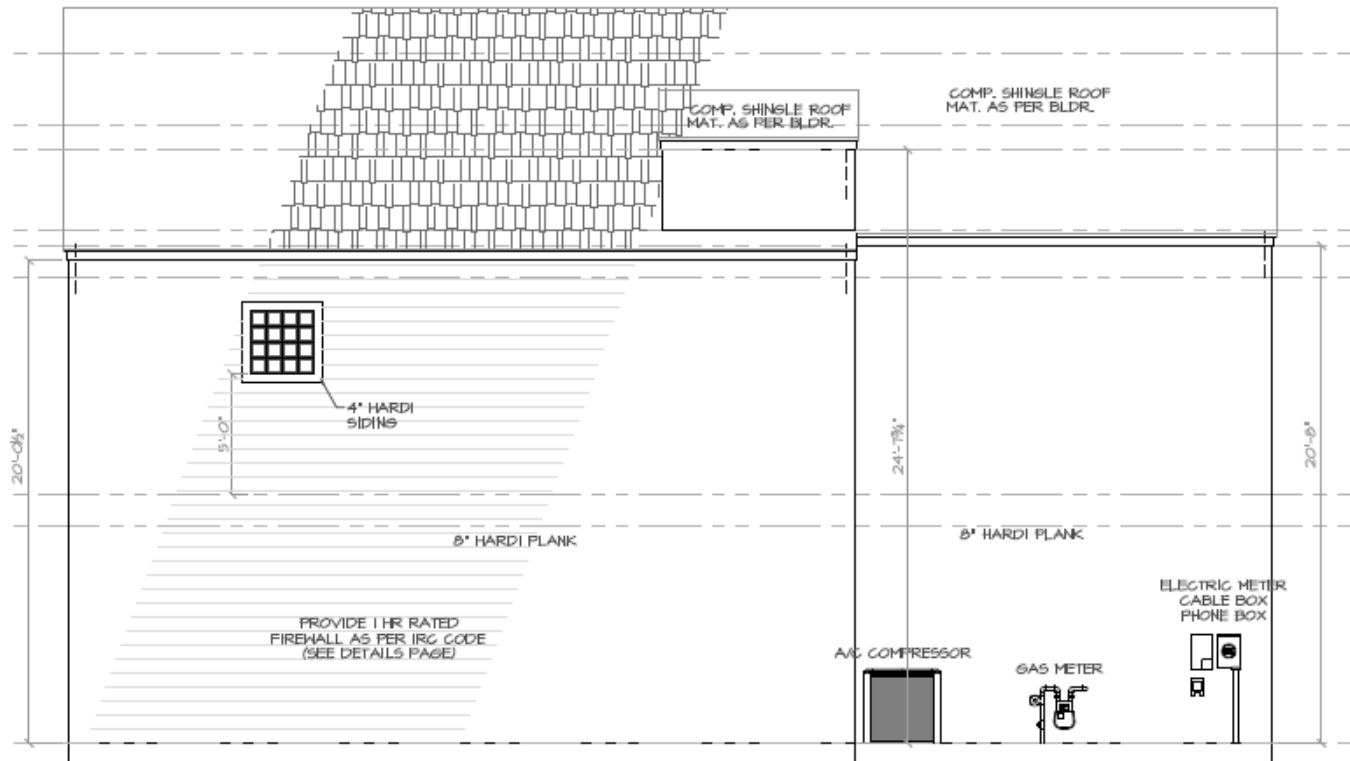 COMP. SHINGLE ROOF
MAT. AS PER BLDR.
COMP. SHINGLE ROOF
MAT. AS PER BLDR.
4" HARDI
SIDING
5'-0"
20'-0½"
24'-7¾"
20'-8"
8" HARDI PLANK
8" HARDI PLANK
PROVIDE 1 HR RATED
FIREWALL AS PER IRC CODE
(SEE DETAILS PAGE)
A/C COMPRESSOR
GAS METER
ELECTRIC METER
CABLE BOX
PHONE BOX